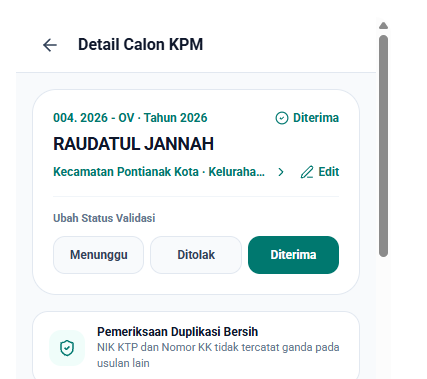 Detail Calon KPM
004. 2026 - OV · Tahun 2026
Diterima
RAUDATUL JANNAH
Kecamatan Pontianak Kota · Keluraha...
Edit
Ubah Status Validasi
Menunggu
Ditolak
Diterima
Pemeriksaan Duplikasi Bersih
NIK KTP dan Nomor KK tidak tercatat ganda pada
usulan lain